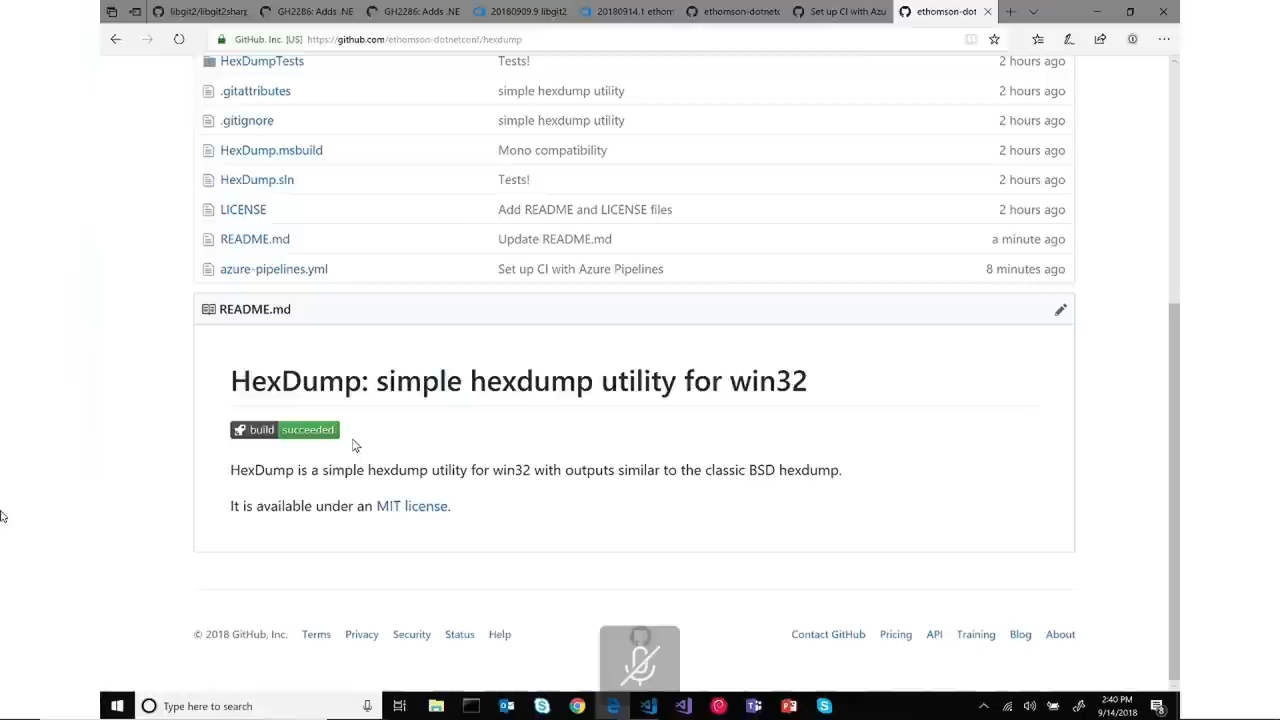 libgit2/libgit2sharp
GH2286: Adds .NE
GH2286: Adds .NE
20180909.9 libgit2
20180914.1 ethom
ethomson-dotnetc
Set up CI with Azu
ethomson-dot
GitHub, Inc. [US] https://github.com/ethomson-dotnetconf/hexdump
HexDumpTests Tests! 2 hours ago
.gitattributes simple hexdump utility 2 hours ago
.gitignore simple hexdump utility 2 hours ago
HexDump.msbuild Mono compatibility 2 hours ago
HexDump.sln Tests! 2 hours ago
LICENSE Add README and LICENSE files 2 hours ago
README.md Update README.md a minute ago
azure-pipelines.yml Set up CI with Azure Pipelines 8 minutes ago
README.md
HexDump: simple hexdump utility for win32
build succeeded
HexDump is a simple hexdump utility for win32 with outputs similar to the classic BSD hexdump.
It is available under an MIT license.
© 2018 GitHub, Inc. Terms Privacy Security Status Help Contact GitHub Pricing API Training Blog About
Type here to search
2:40 PM
9/14/2018
8